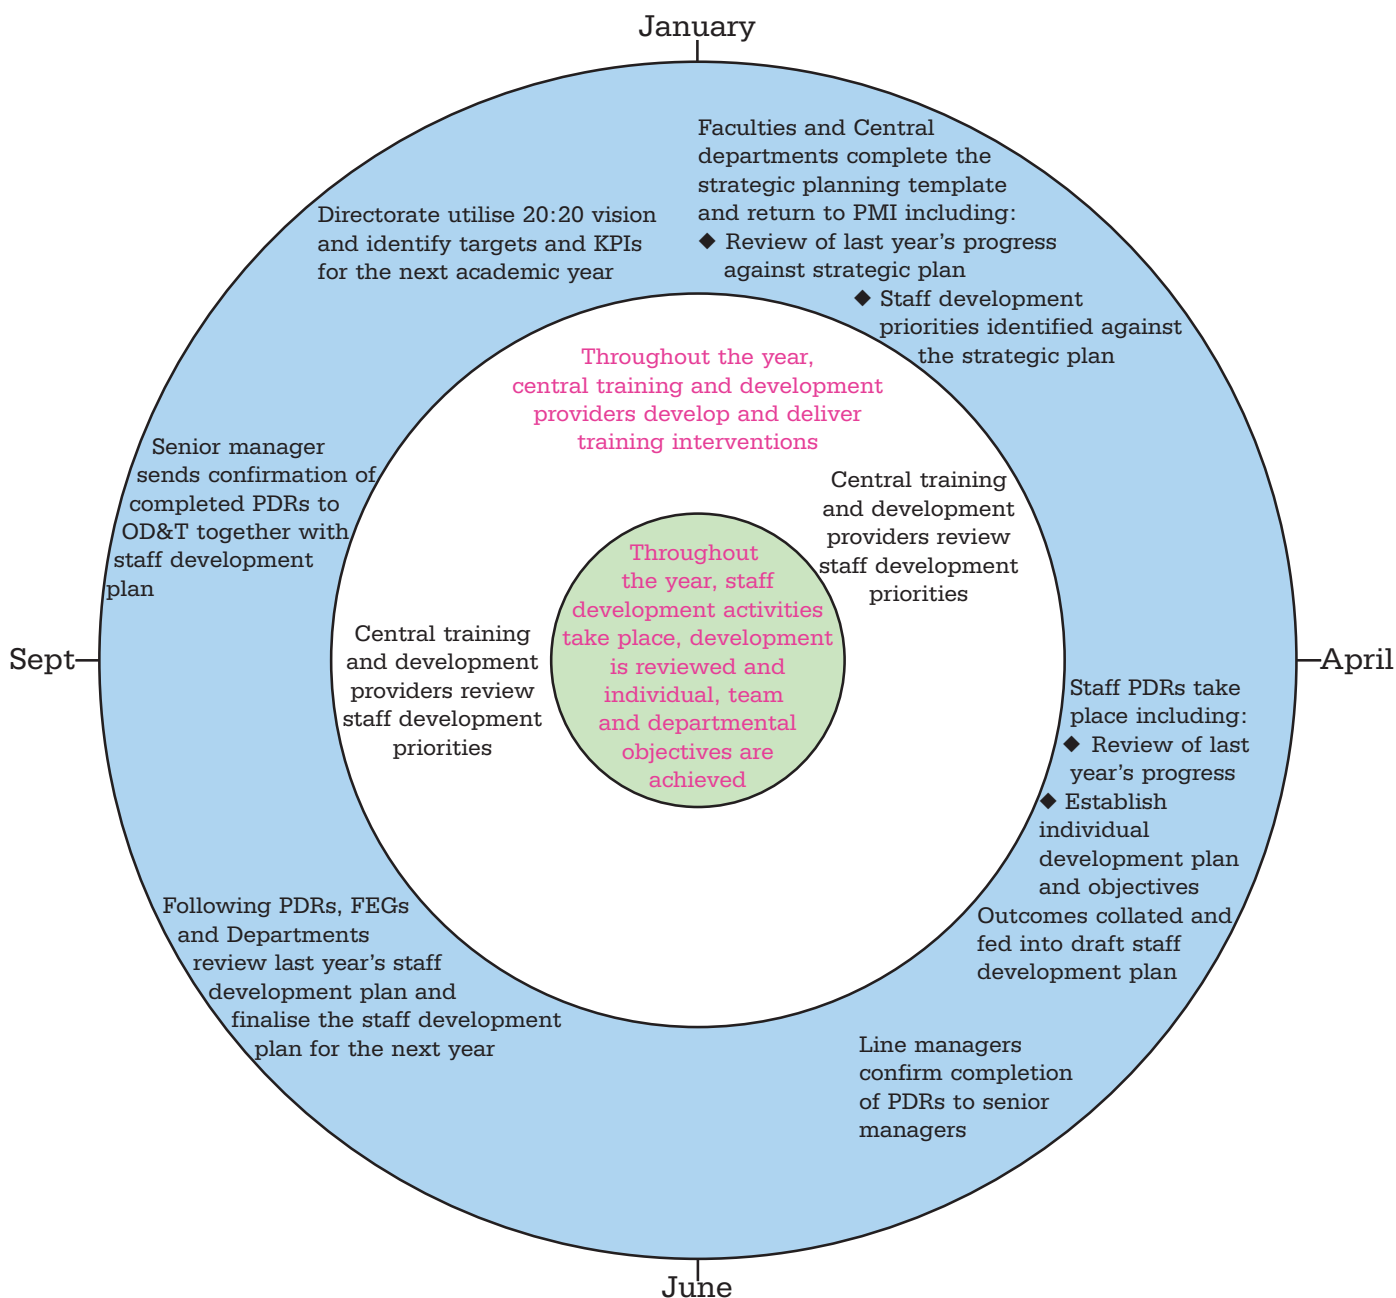 January
Faculties and Central
departments complete the
strategic planning template
and return to PMI including:
◆ Review of last year's progress
against strategic plan
◆ Staff development
priorities identified against
the strategic plan
Directorate utilise 20:20 vision
and identify targets and KPIs
for the next academic year
Throughout the year,
central training and development
providers develop and deliver
training interventions
Senior manager
sends confirmation of
completed PDRs to
OD&T together with
staff development
plan
Central training
and development
providers review
staff development
priorities
Throughout
the year, staff
development activities
take place, development
is reviewed and
individual, team
and departmental
objectives are
achieved
Central training
and development
providers review
staff development
priorities
Sept
April
Staff PDRs take
place including:
◆ Review of last
year's progress
◆ Establish
individual
development plan
and objectives
Outcomes collated and
fed into draft staff
development plan
Following PDRs, FEGs
and Departments
review last year's staff
development plan and
finalise the staff development
plan for the next year
Line managers
confirm completion
of PDRs to senior
managers
June